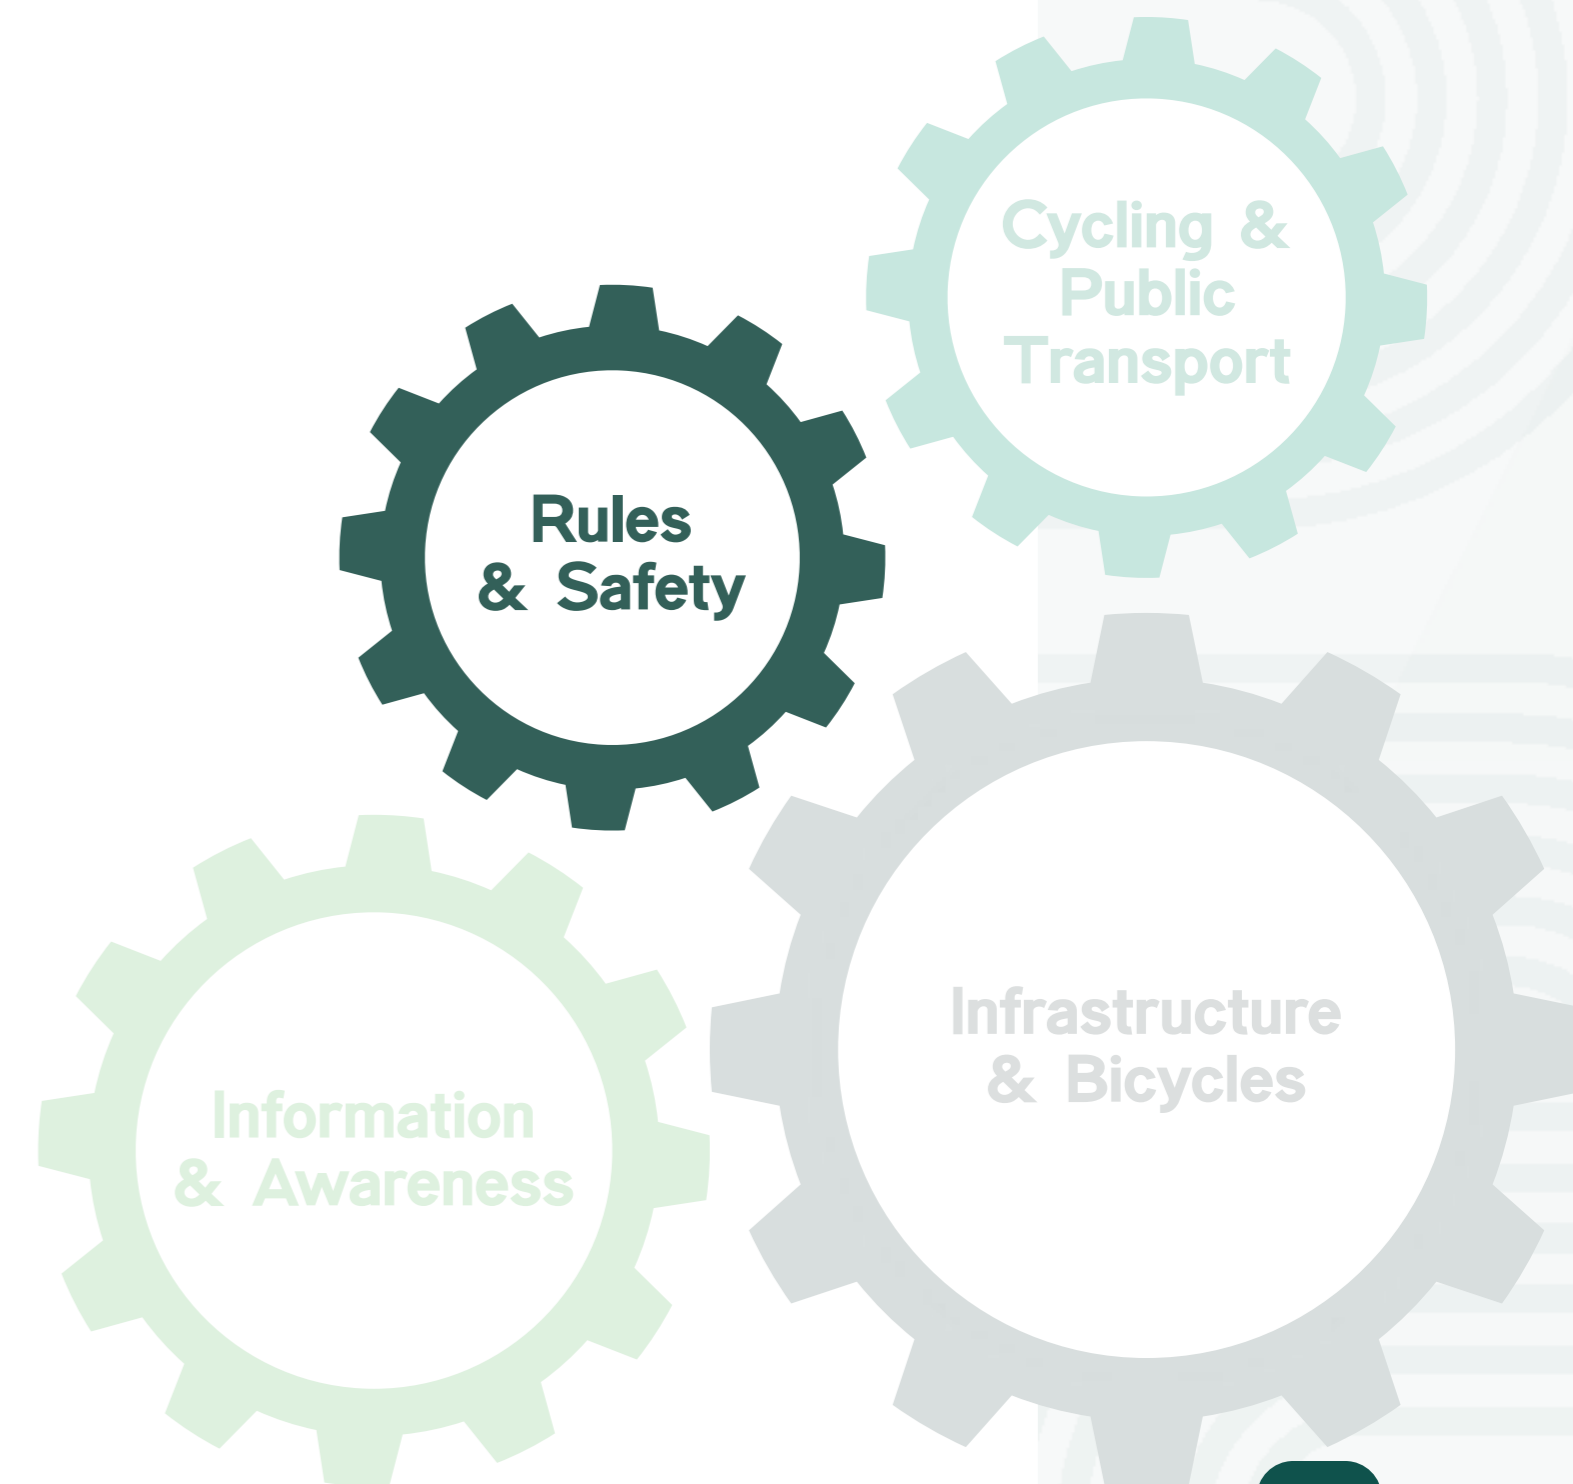 Cycling &
Public
Transport
Rules
& Safety
Infrastructure
& Bicycles
Information
& Awareness